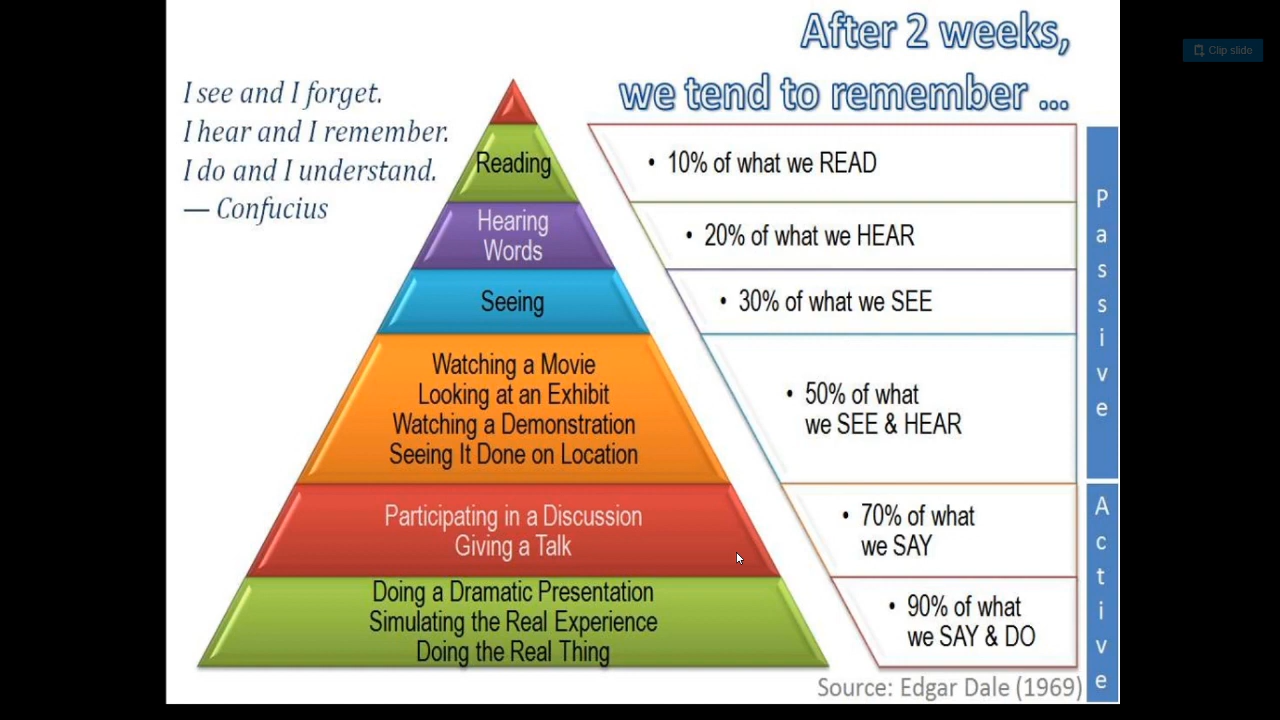 After 2 weeks,
we tend to remember ...
Clip slide
I see and I forget.
I hear and I remember.
I do and I understand.
— Confucius
Reading
• 10% of what we READ
Hearing
Words
• 20% of what we HEAR
Seeing
• 30% of what we SEE
Watching a Movie
Looking at an Exhibit
Watching a Demonstration
Seeing It Done on Location
• 50% of what
we SEE & HEAR
Passive
Participating in a Discussion
Giving a Talk
• 70% of what
we SAY
Doing a Dramatic Presentation
Simulating the Real Experience
Doing the Real Thing
• 90% of what
we SAY & DO
Active
Source: Edgar Dale (1969)